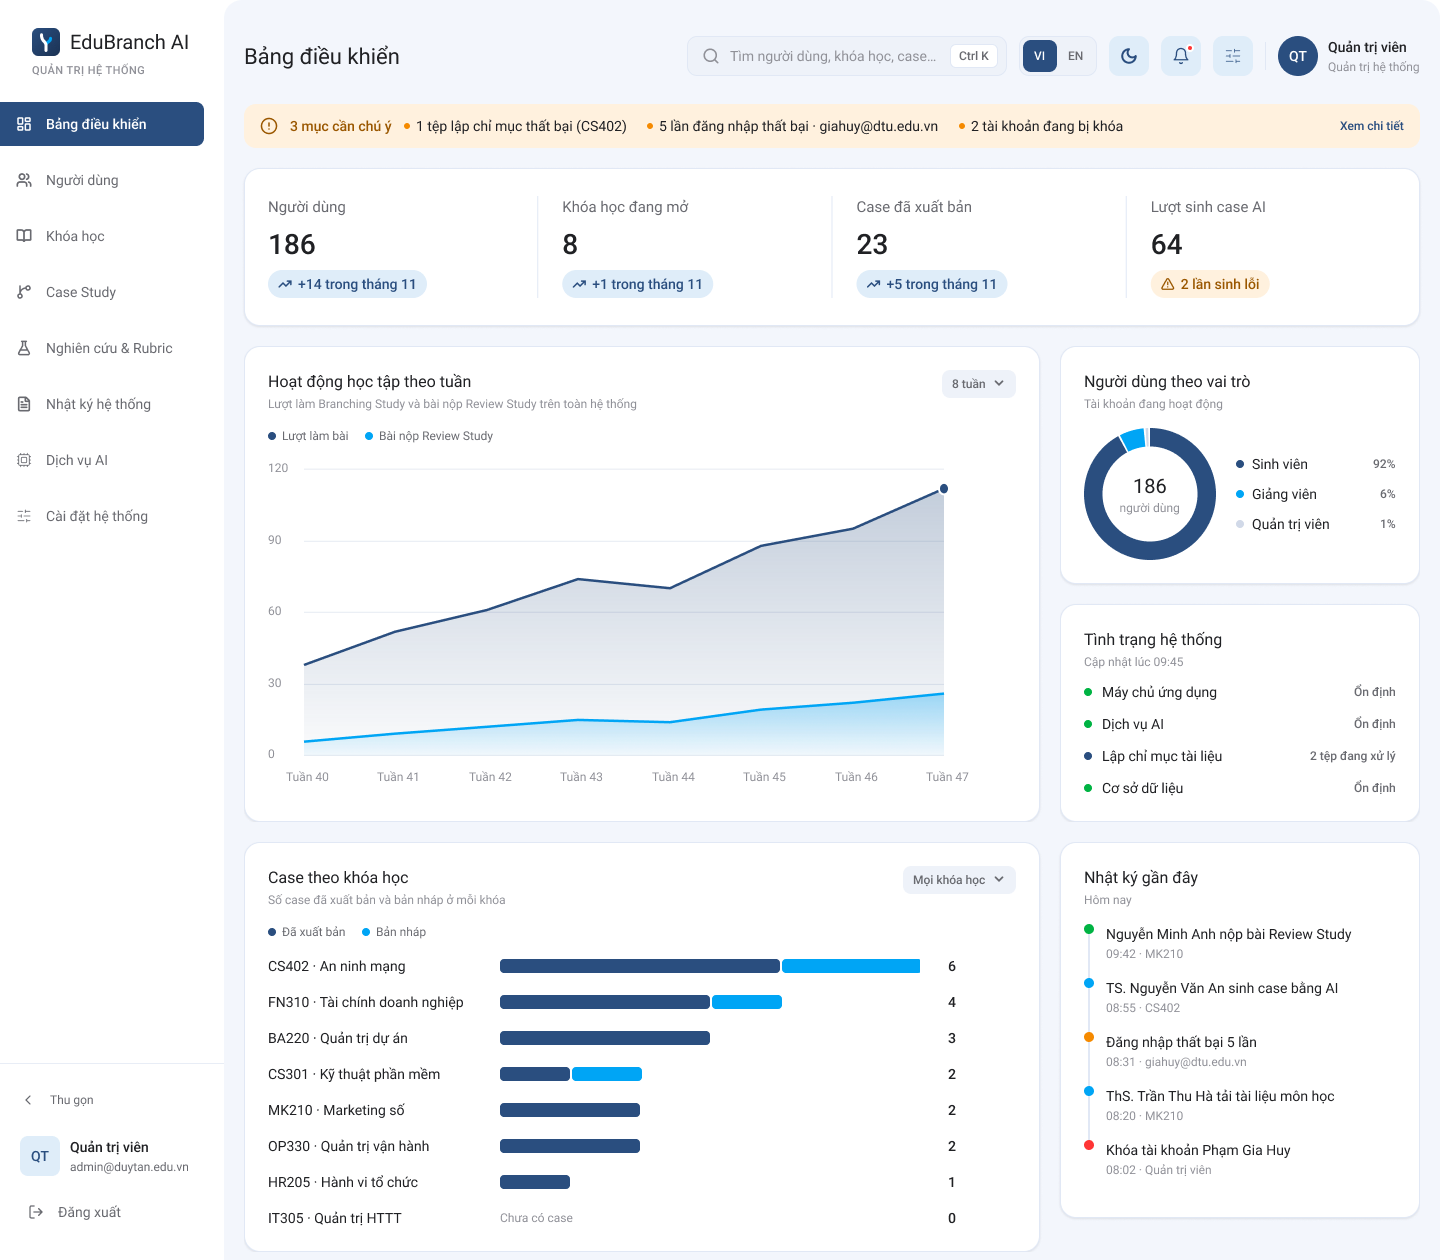 EduBranch AI
QUẢN TRỊ HỆ THỐNG
Bảng điều khiển
Người dùng
Khóa học
Case Study
Nghiên cứu & Rubric
Nhật ký hệ thống
Dịch vụ AI
Cài đặt hệ thống
Thu gọn
QT
Quản trị viên
admin@duytan.edu.vn
Đăng xuất
Bảng điều khiển
Tìm người dùng, khóa học, case...
Ctrl K
VI
EN
QT
Quản trị viên
Quản trị hệ thống
3 mục cần chú ý
1 tệp lập chỉ mục thất bại (CS402)
5 lần đăng nhập thất bại · giahuy@dtu.edu.vn
2 tài khoản đang bị khóa
Xem chi tiết
Người dùng
186
+14 trong tháng 11
Khóa học đang mở
8
+1 trong tháng 11
Case đã xuất bản
23
+5 trong tháng 11
Lượt sinh case AI
64
2 lần sinh lỗi
Hoạt động học tập theo tuần
Lượt làm Branching Study và bài nộp Review Study trên toàn hệ thống
8 tuần
Lượt làm bài
Bài nộp Review Study
120
90
60
30
0
Tuần 40
Tuần 41
Tuần 42
Tuần 43
Tuần 44
Tuần 45
Tuần 46
Tuần 47
Người dùng theo vai trò
Tài khoản đang hoạt động
186
người dùng
Sinh viên 92%
Giảng viên 6%
Quản trị viên 1%
Tình trạng hệ thống
Cập nhật lúc 09:45
Máy chủ ứng dụng Ổn định
Dịch vụ AI Ổn định
Lập chỉ mục tài liệu 2 tệp đang xử lý
Cơ sở dữ liệu Ổn định
Case theo khóa học
Số case đã xuất bản và bản nháp ở mỗi khóa
Mọi khóa học
Đã xuất bản
Bản nháp
CS402 · An ninh mạng 6
FN310 · Tài chính doanh nghiệp 4
BA220 · Quản trị dự án 3
CS301 · Kỹ thuật phần mềm 2
MK210 · Marketing số 2
OP330 · Quản trị vận hành 2
HR205 · Hành vi tổ chức 1
IT305 · Quản trị HTTT Chưa có case 0
Nhật ký gần đây
Hôm nay
Nguyễn Minh Anh nộp bài Review Study
09:42 · MK210
TS. Nguyễn Văn An sinh case bằng AI
08:55 · CS402
Đăng nhập thất bại 5 lần
08:31 · giahuy@dtu.edu.vn
ThS. Trần Thu Hà tải tài liệu môn học
08:20 · MK210
Khóa tài khoản Phạm Gia Huy
08:02 · Quản trị viên